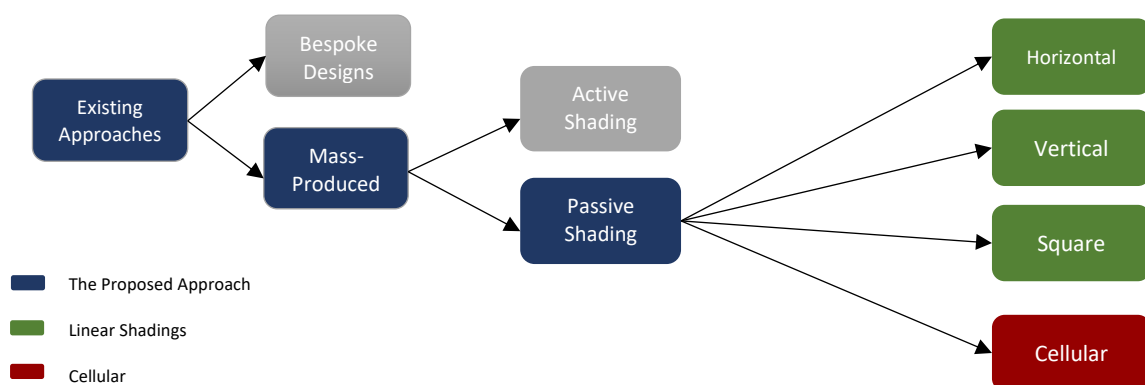 Existing
Approaches
Bespoke
Designs
Mass-
Produced
Active
Shading
Passive
Shading
Horizontal
Vertical
Square
Cellular
The Proposed Approach
Linear Shadings
Cellular